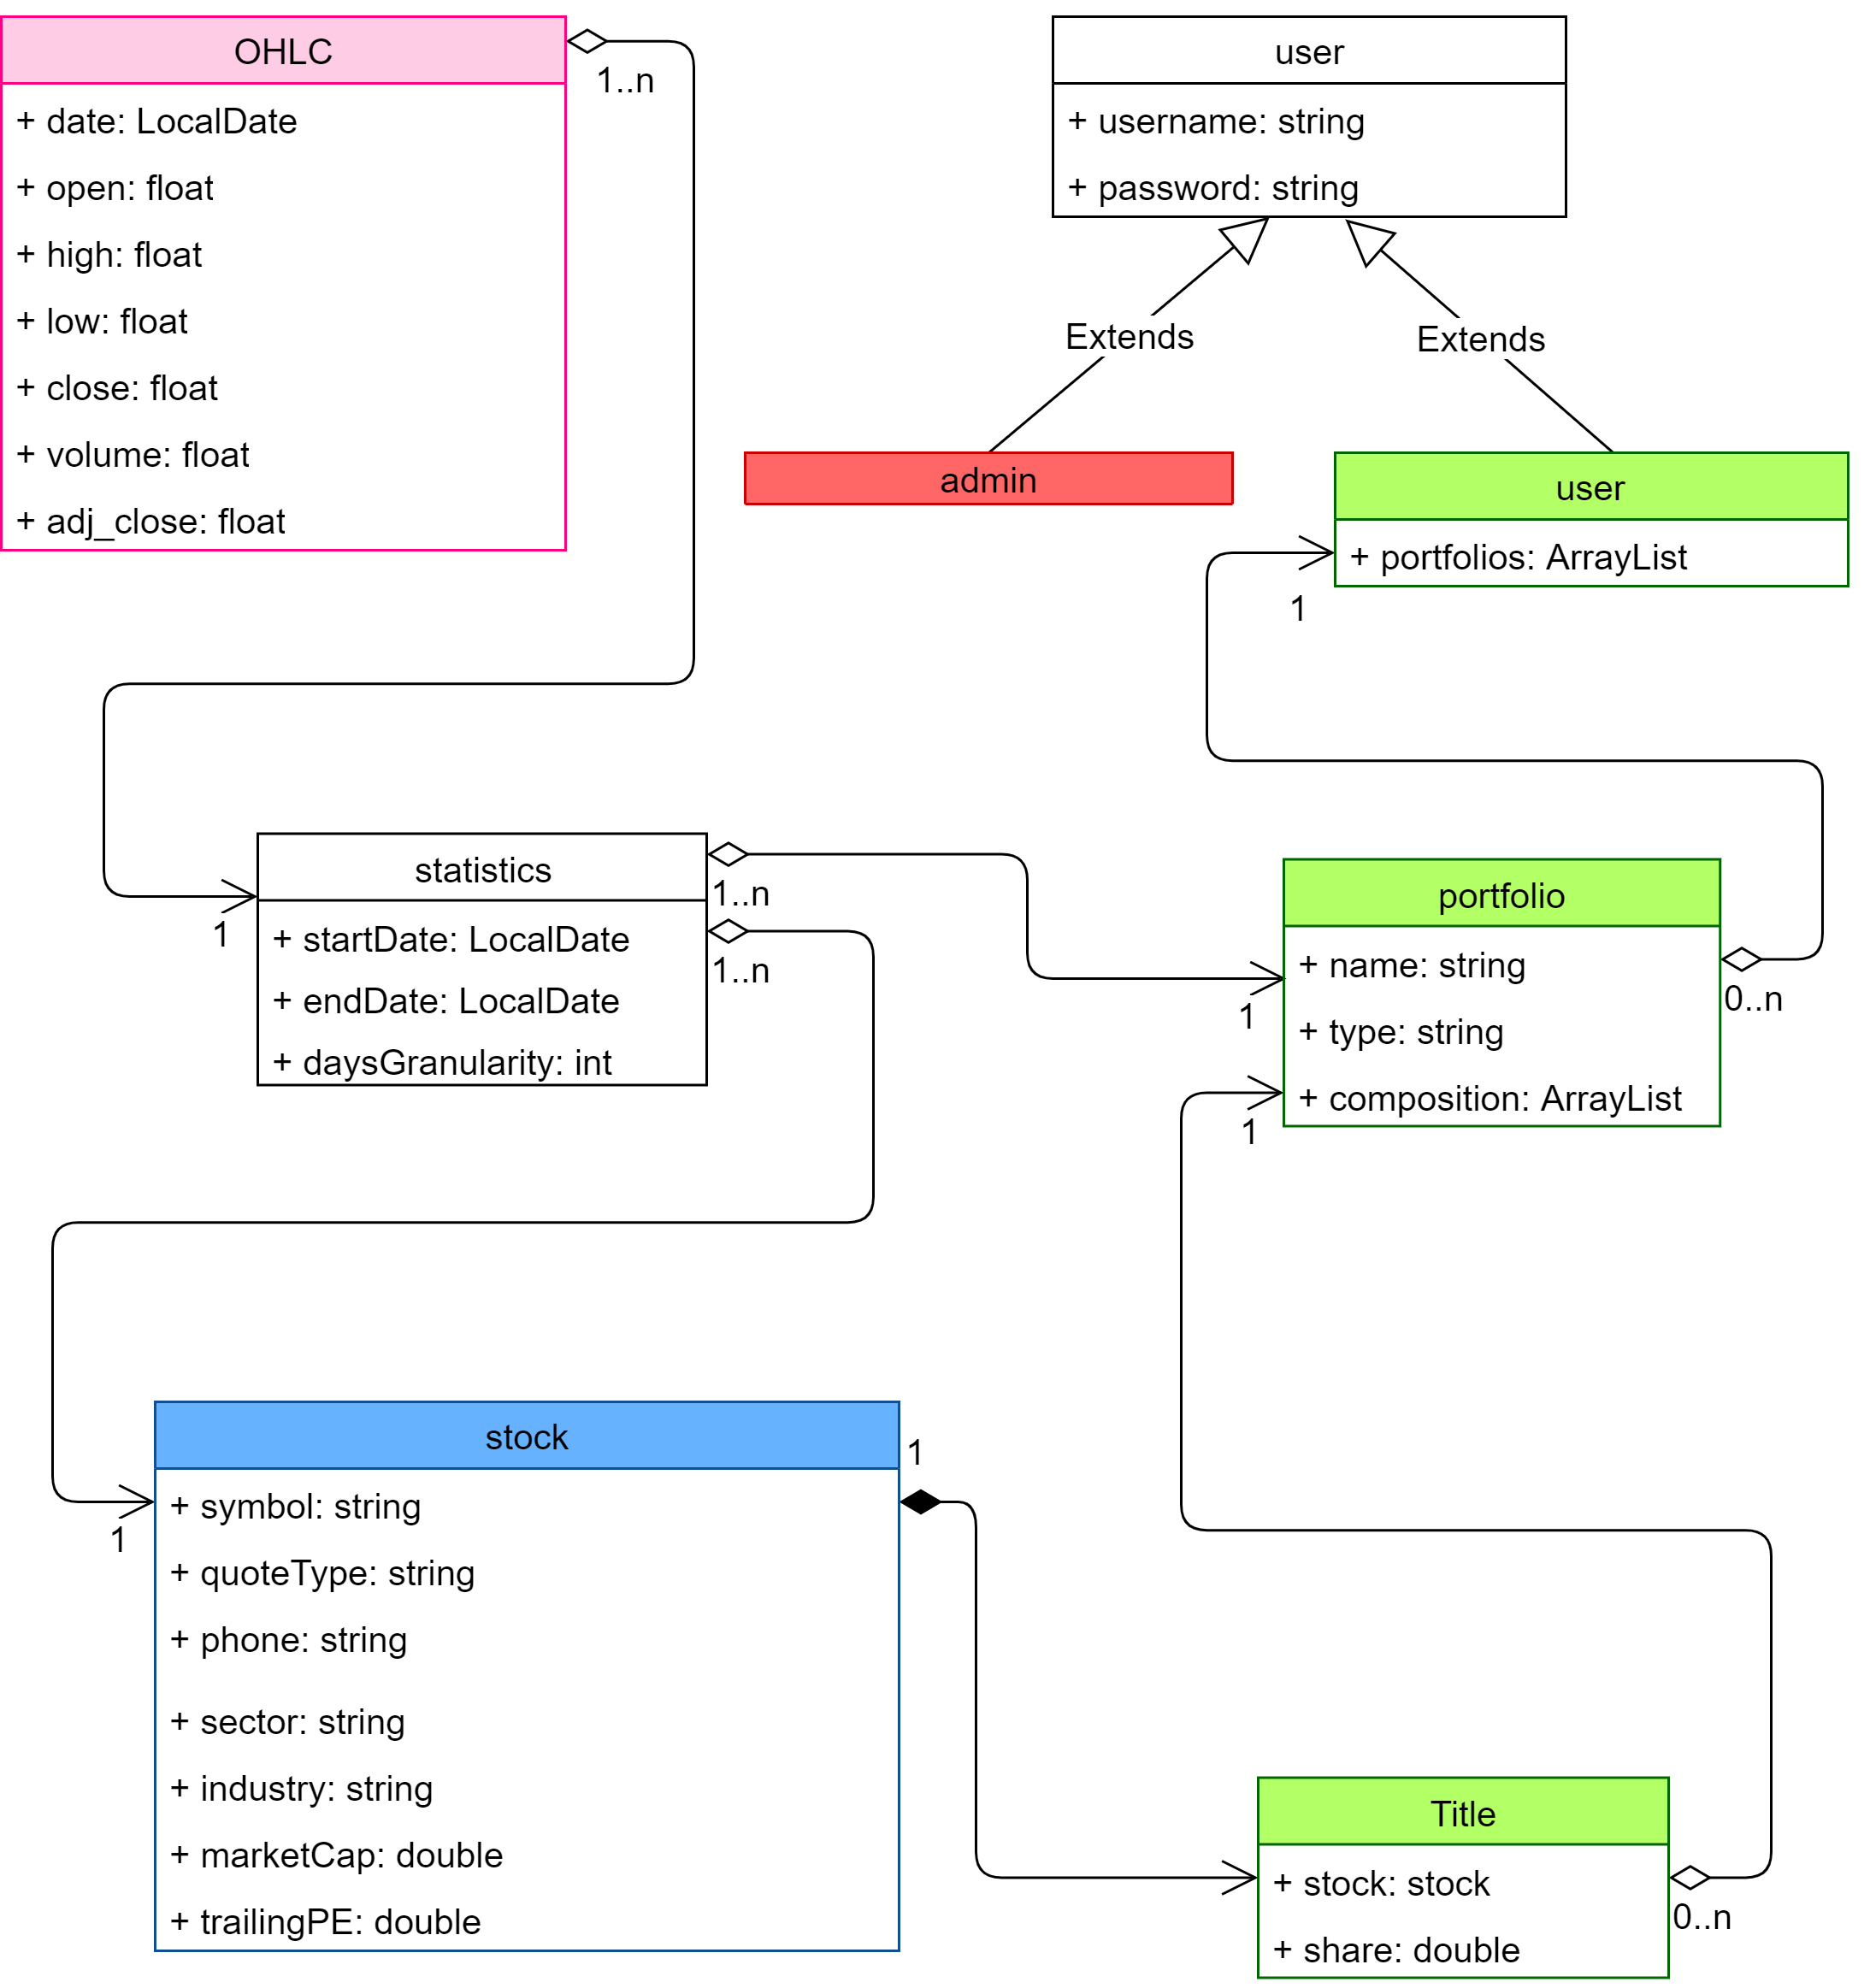 OHLC
+ date: LocalDate
+ open: float
+ high: float
+ low: float
+ close: float
+ volume: float
+ adj_close: float
1..n
user
+ username: string
+ password: string
Extends
Extends
admin
user
+ portfolios: ArrayList
1
1
statistics
+ startDate: LocalDate
+ endDate: LocalDate
+ daysGranularity: int
1..n
1..n
portfolio
+ name: string
+ type: string
+ composition: ArrayList
1
1
0..n
stock
+ symbol: string
+ quoteType: string
+ phone: string
+ sector: string
+ industry: string
+ marketCap: double
+ trailingPE: double
1
1
Title
+ stock: stock
+ share: double
0..n